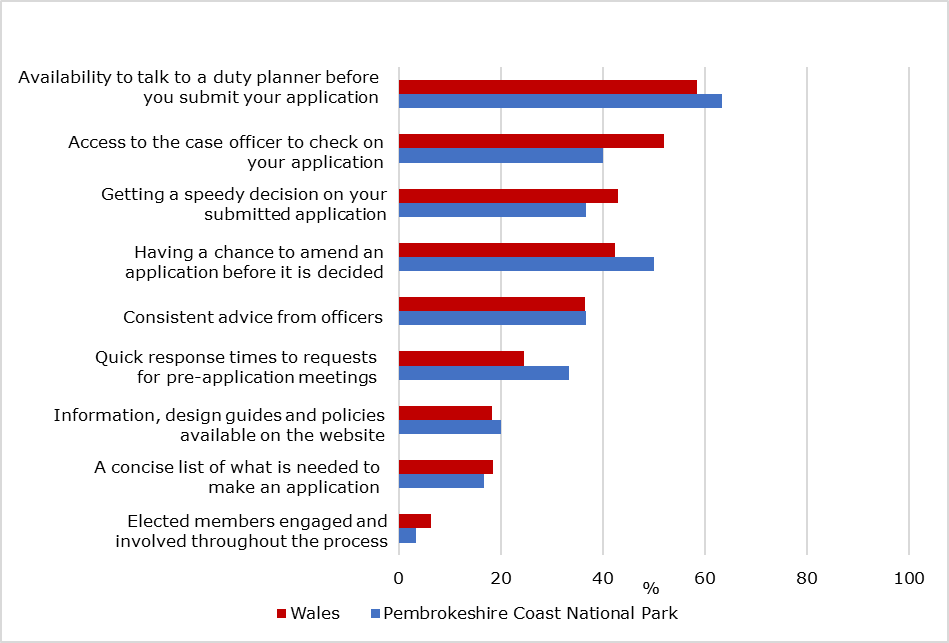 Availability to talk to a duty planner before
you submit your application
Access to the case officer to check on
your application
Getting a speedy decision on your
submitted application
Having a chance to amend an
application before it is decided
Consistent advice from officers
Quick response times to requests
for pre-application meetings
Information, design guides and policies
available on the website
A concise list of what is needed to
make an application
Elected members engaged and
involved throughout the process
0 20 40 60 80 100
%
Wales Pembrokeshire Coast National Park